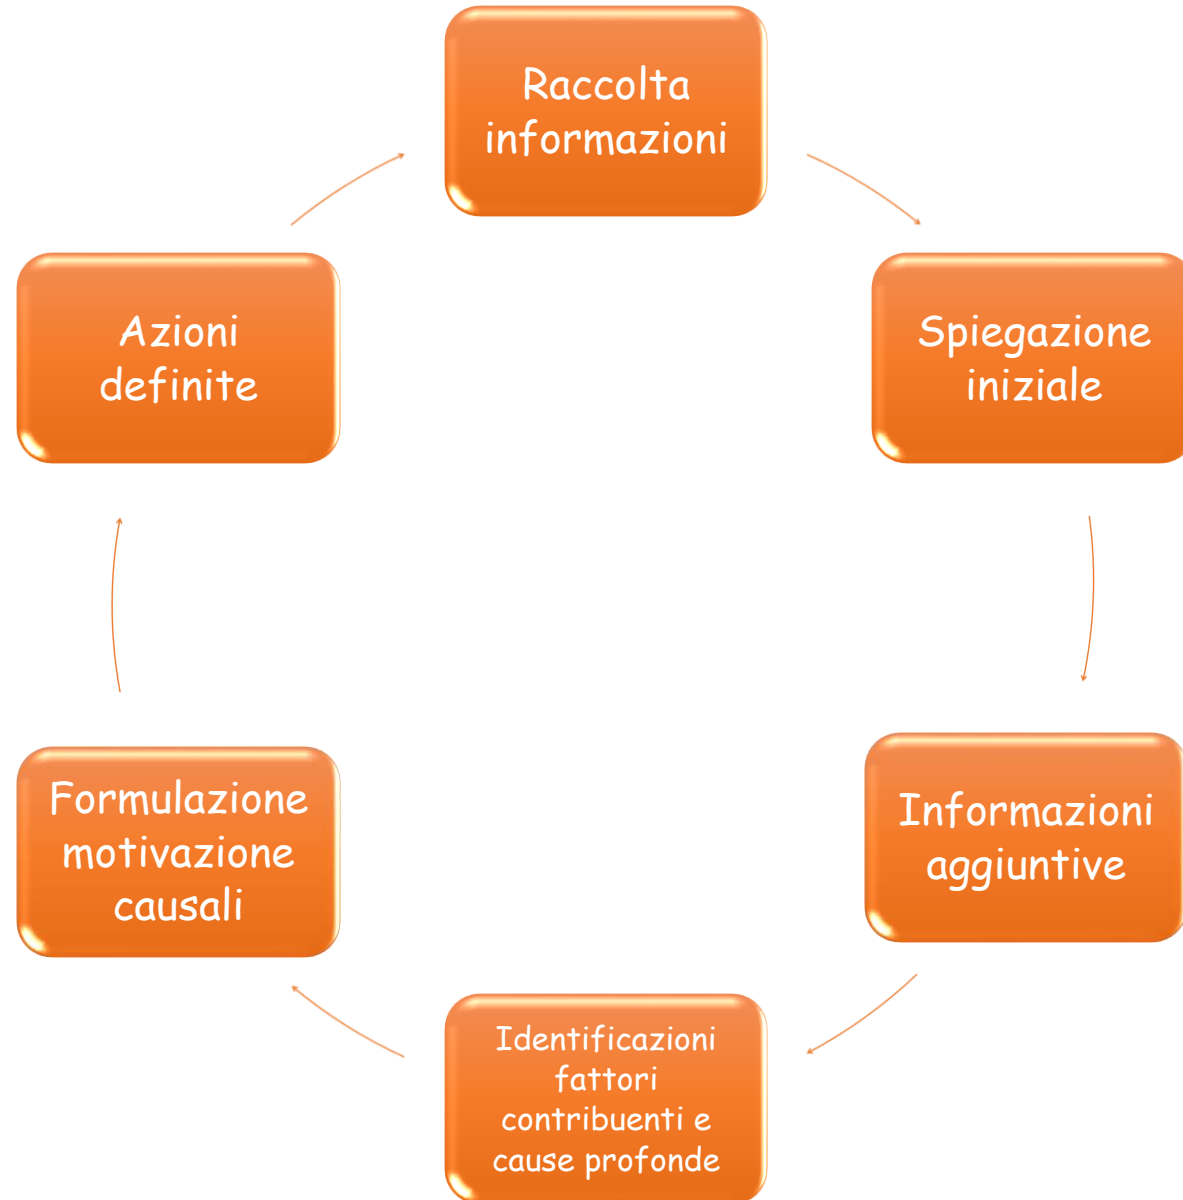 Raccolta
informazioni
Spiegazione
iniziale
Informazioni
aggiuntive
Identificazioni
fattori
contribuenti e
cause profonde
Formulazione
motivazione
causali
Azioni
definite